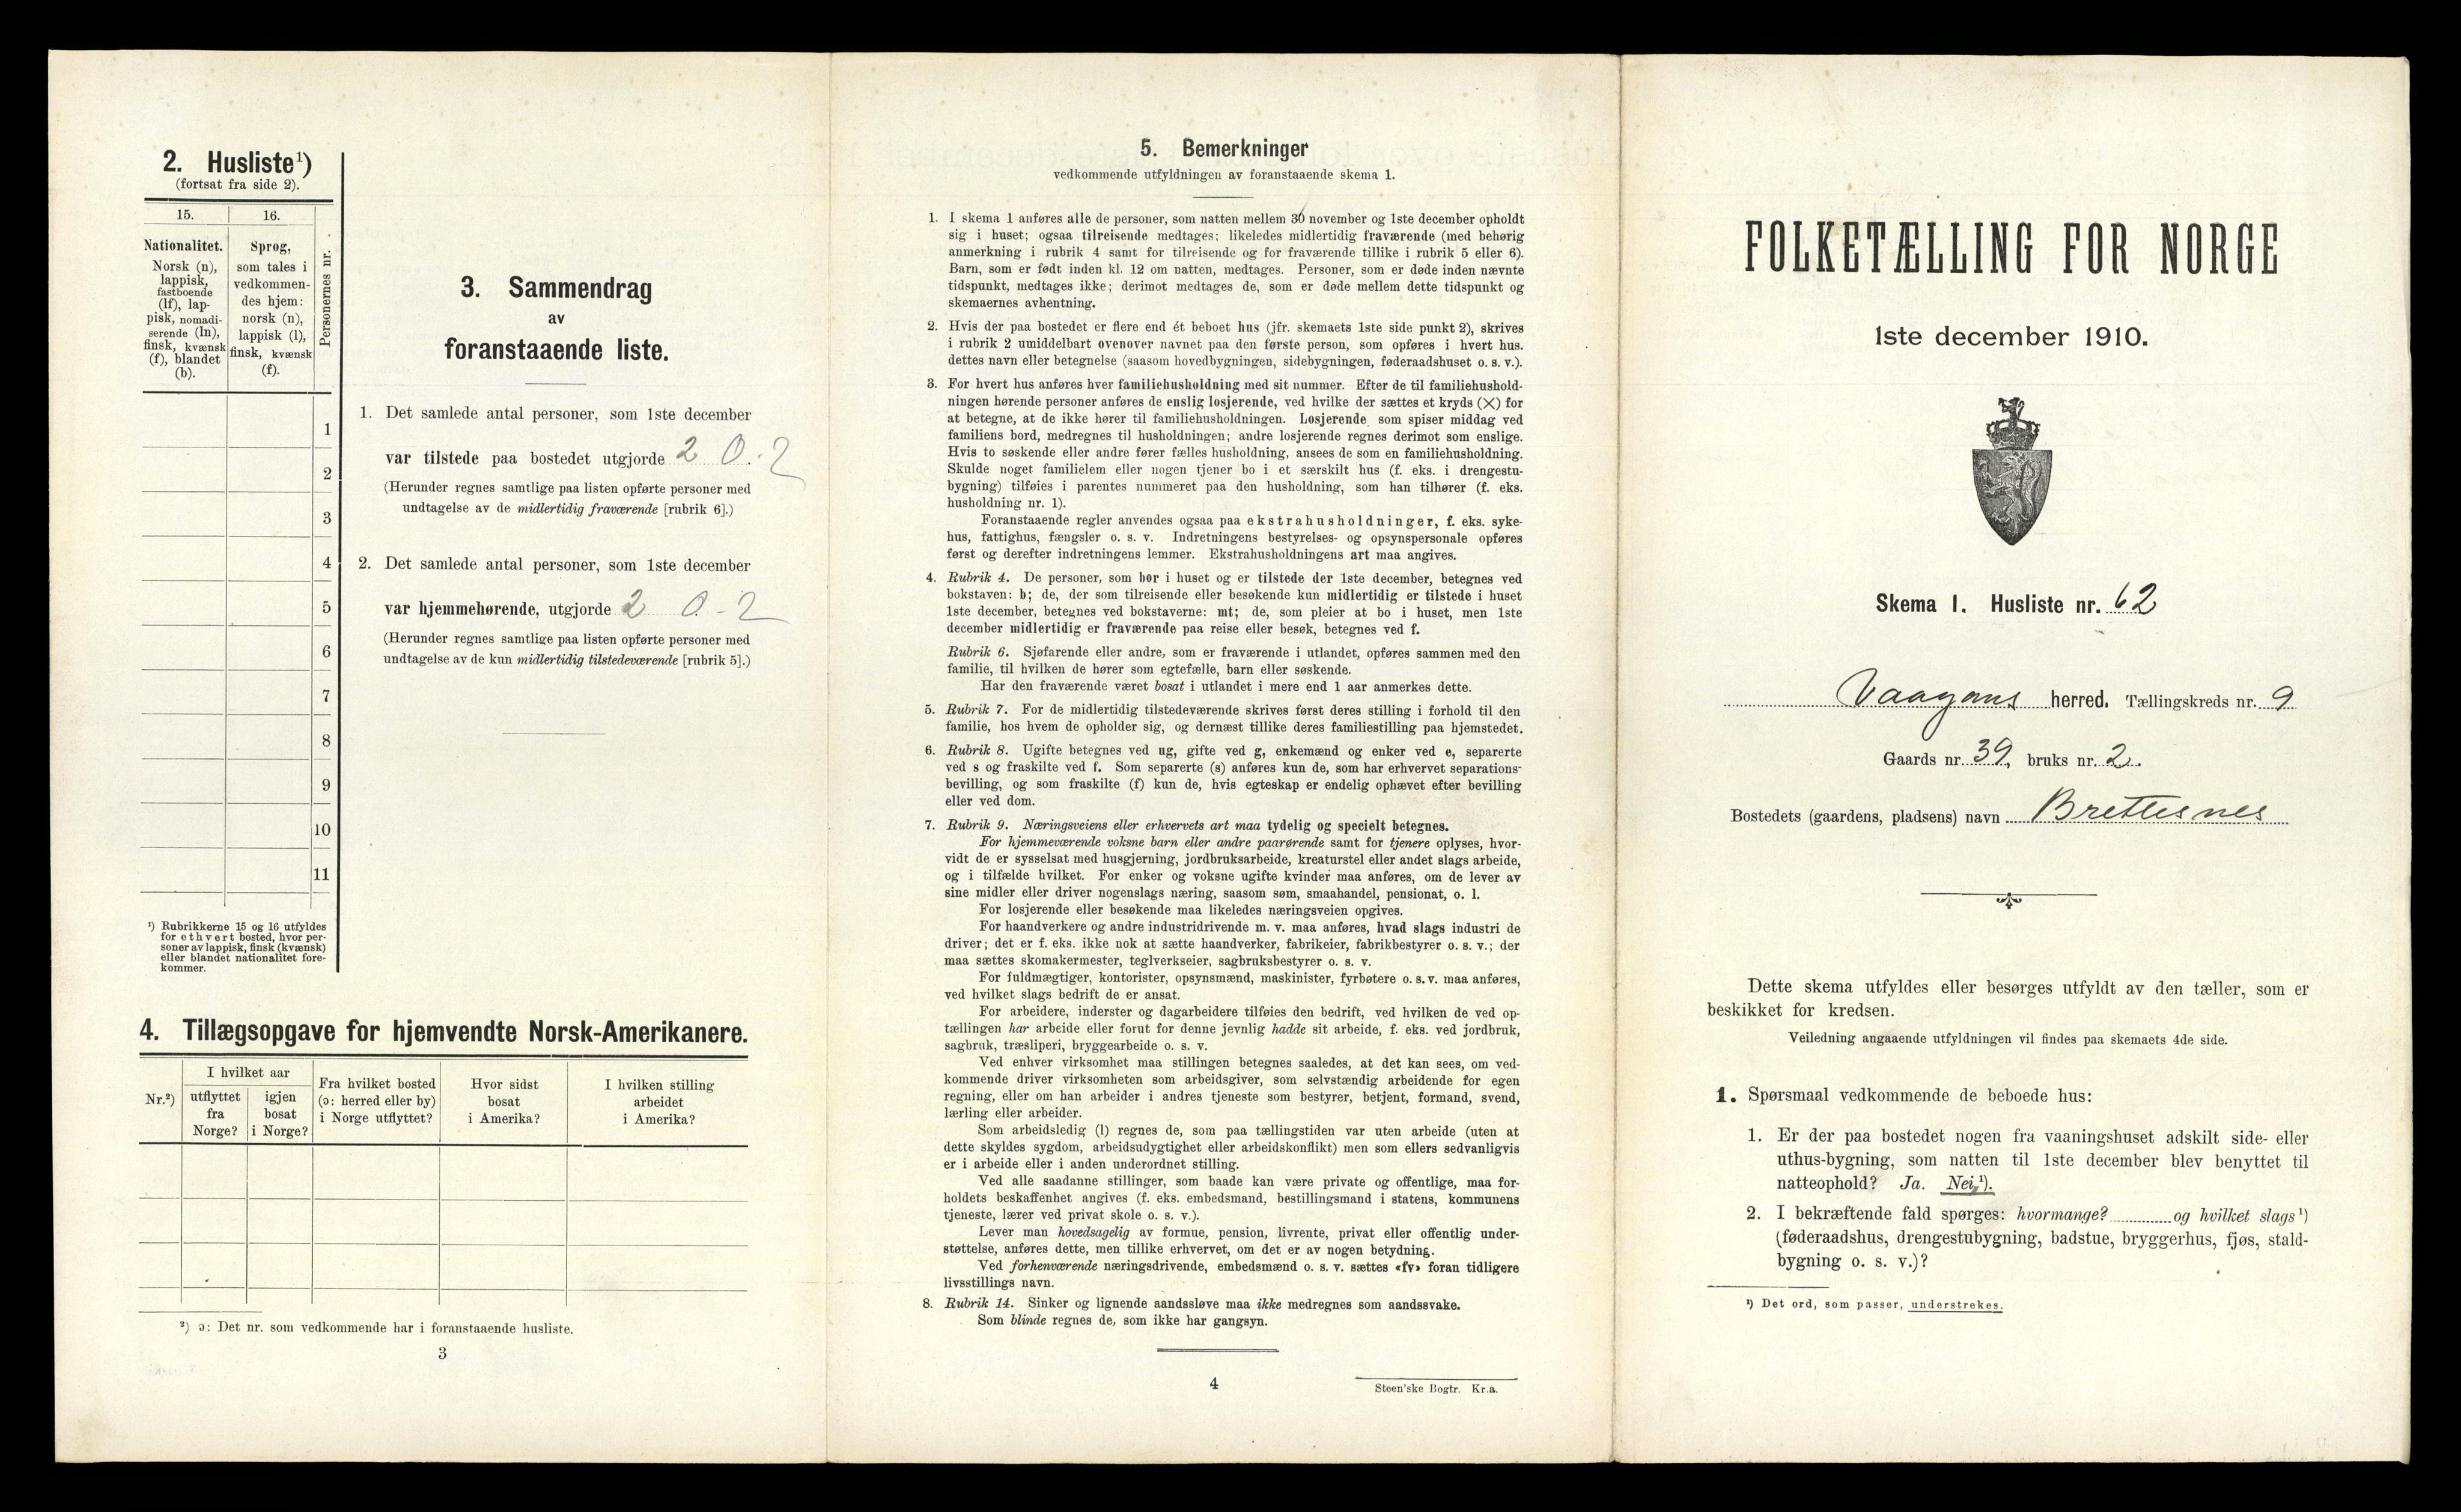 2. Husliste¹)
(fortsat fra side 2).
15. 16. Personernes nr.
Nationalitet.
Norsk (n),
lappisk,
fastboende
(lf), lap-
pisk, nomadi-
serende (ln),
finsk, kvænsk
(f), blandet
(b).
Sprog,
som tales i
vedkommen-
des hjem:
norsk (n),
lappisk (l),
finsk, kvænsk
(f).
1
2
3
4
5
6
7
8
9
10
11
¹) Rubrikkerne 15 og 16 utfyldes
for ethvert bosted, hvor per-
soner av lappisk, finsk (kvænsk)
eller blandet nationalitet fore-
kommer.
3. Sammendrag
av
foranstaaende liste.
1. Det samlede antal personer, som 1ste december
var tilstede paa bostedet utgjorde 2 0-2
(Herunder regnes samtlige paa listen opførte personer med
undtagelse av de midlertidig fraværende [rubrik 6].)
2. Det samlede antal personer, som 1ste december
var hjemmehørende, utgjorde 2 0-2
(Herunder regnes samtlige paa listen opførte personer med
undtagelse av de kun midlertidig tilstedeværende [rubrik 5].)
4. Tillægsopgave for hjemvendte Norsk-Amerikanere.
Nr.²)
I hvilket aar
utflyttet
fra
Norge?
igjen
bosat
i Norge?
Fra hvilket bosted
(ɔ: herred eller by)
i Norge utflyttet?
Hvor sidst
bosat
i Amerika?
I hvilken stilling
arbeidet
i Amerika?
²) ɔ: Det nr. som vedkommende har i foranstaaende husliste.
3
5. Bemerkninger
vedkommende utfyldningen av foranstaaende skema 1.
1. I skema 1 anføres alle de personer, som natten mellem 30 november og 1ste december opholdt
sig i huset; ogsaa tilreisende medtages; likeledes midlertidig fraværende (med behørig
anmerkning i rubrik 4 samt for tilreisende og for fraværende tillike i rubrik 5 eller 6).
Barn, som er født inden kl. 12 om natten, medtages. Personer, som er døde inden nævnte
tidspunkt, medtages ikke; derimot medtages de, som er døde mellem dette tidspunkt og
skemaernes avhentning.
2. Hvis der paa bostedet er flere end ét beboet hus (jfr. skemaets 1ste side punkt 2), skrives
i rubrik 2 umiddelbart ovenover navnet paa den første person, som opføres i hvert hus.
dettes navn eller betegnelse (saasom hovedbygningen, sidebygningen, føderaadshuset o. s. v.).
3. For hvert hus anføres hver familiehusholdning med sit nummer. Efter de til familiehushold-
ningen hørende personer anføres de enslig losjerende, ved hvilke der sættes et kryds (×) for
at betegne, at de ikke hører til familiehusholdningen. Losjerende som spiser middag ved
familiens bord, medregnes til husholdningen; andre losjerende regnes derimot som enslige.
Hvis to søskende eller andre fører fælles husholdning, ansees de som en familiehusholdning.
Skulde noget familielem eller nogen tjener bo i et særskilt hus (f. eks. i drengestu-
bygning) tilføies i parentes nummeret paa den husholdning, som han tilhører (f. eks.
husholdning nr. 1).
Foranstaaende regler anvendes ogsaa paa ekstrahusholdninger, f. eks. syke-
hus, fattighus, fængsler o. s. v. Indretningens bestyrelses- og opsynspersonale opføres
først og derefter indretningens lemmer. Ekstrahusholdningens art maa angives.
4. Rubrik 4. De personer, som bor i huset og er tilstede der 1ste december, betegnes ved
bokstaven: b; de, der som tilreisende eller besøkende kun midlertidig er tilstede i huset
1ste december, betegnes ved bokstaverne: mt; de, som pleier at bo i huset, men 1ste
december midlertidig er fraværende paa reise eller besøk, betegnes ved f.
Rubrik 6. Sjøfarende eller andre, som er fraværende i utlandet, opføres sammen med den
familie, til hvilken de hører som egtefælle, barn eller søskende.
Har den fraværende været bosat i utlandet i mere end 1 aar anmerkes dette.
5. Rubrik 7. For de midlertidig tilstedeværende skrives først deres stilling i forhold til den
familie, hos hvem de opholder sig, og dernæst tillike deres familiestilling paa hjemstedet.
6. Rubrik 8. Ugifte betegnes ved ug, gifte ved g, enkemænd og enker ved e, separerte
ved s og fraskilte ved f. Som separerte (s) anføres kun de, som har erhvervet separations-
bevilling, og som fraskilte (f) kun de, hvis egteskap er endelig ophævet efter bevilling
eller ved dom.
7. Rubrik 9. Næringsveiens eller erhvervets art maa tydelig og specielt betegnes.
For hjemmeværende voksne barn eller andre paarørende samt for tjenere oplyses, hvor-
vidt de er sysselsat med husgjerning, jordbruksarbeide, kreaturstel eller andet slags arbeide,
og i tilfælde hvilket. For enker og voksne ugifte kvinder maa anføres, om de lever av
sine midler eller driver nogenslags næring, saasom søm, smaahandel, pensionat, o. l.
For losjerende eller besøkende maa likeledes næringsveien opgives.
For haandverkere og andre industridrivende m. v. maa anføres, hvad slags industri de
driver; det er f. eks. ikke nok at sætte haandverker, fabrikeier, fabrikbestyrer o. s. v.; der
maa sættes skomakermester, teglverkseier, sagbruksbestyrer o. s. v.
For fuldmægtiger, kontorister, opsynsmænd, maskinister, fyrbøtere o. s. v. maa anføres,
ved hvilket slags bedrift de er ansat.
For arbeidere, inderster og dagarbeidere tilføies den bedrift, ved hvilken de ved op-
tællingen har arbeide eller forut for denne jevnlig hadde sit arbeide, f. eks. ved jordbruk,
sagbruk, træsliperi, bryggearbeide o. s. v.
Ved enhver virksomhet maa stillingen betegnes saaledes, at det kan sees, om ved-
kommende driver virksomheten som arbeidsgiver, som selvstændig arbeidende for egen
regning, eller om han arbeider i andres tjeneste som bestyrer, betjent, formand, svend,
lærling eller arbeider.
Som arbeidsledig (l) regnes de, som paa tællingstiden var uten arbeide (uten at
dette skyldes sygdom, arbeidsudygtighet eller arbeidskonflikt) men som ellers sedvanligvis
er i arbeide eller i anden underordnet stilling.
Ved alle saadanne stillinger, som baade kan være private og offentlige, maa for-
holdets beskaffenhet angives (f. eks. embedsmand, bestillingsmand i statens, kommunens
tjeneste, lærer ved privat skole o. s. v.).
Lever man hovedsagelig av formue, pension, livrente, privat eller offentlig under-
støttelse, anføres dette, men tillike erhvervet, om det er av nogen betydning.
Ved forhenværende næringsdrivende, embedsmænd o. s. v. sættes «fv» foran tidligere
livsstillings navn.
8. Rubrik 14. Sinker og lignende aandssløve maa ikke medregnes som aandssvake.
Som blinde regnes de, som ikke har gangsyn.
4
Steen'ske Bogtr. Kr.a.
FOLKETÆLLING FOR NORGE
1ste december 1910.
Skema 1. Husliste nr. 62
Vaagans herred. Tællingskreds nr. 9
Gaards nr. 39, bruks nr. 2.
Bostedets (gaardens, pladsens) navn Brettesnes
Dette skema utfyldes eller besørges utfyldt av den tæller, som er
beskikket for kredsen.
Veiledning angaaende utfyldningen vil findes paa skemaets 4de side.
1. Spørsmaal vedkommende de beboede hus:
1. Er der paa bostedet nogen fra vaaningshuset adskilt side- eller
uthus-bygning, som natten til 1ste december blev benyttet til
natteophold? Ja. Nei.¹).
2. I bekræftende fald spørges: hvormange? og hvilket slags¹)
(føderaadshus, drengestubygning, badstue, bryggerhus, fjøs, stald-
bygning o. s. v.)?
¹) Det ord, som passer, understrekes.